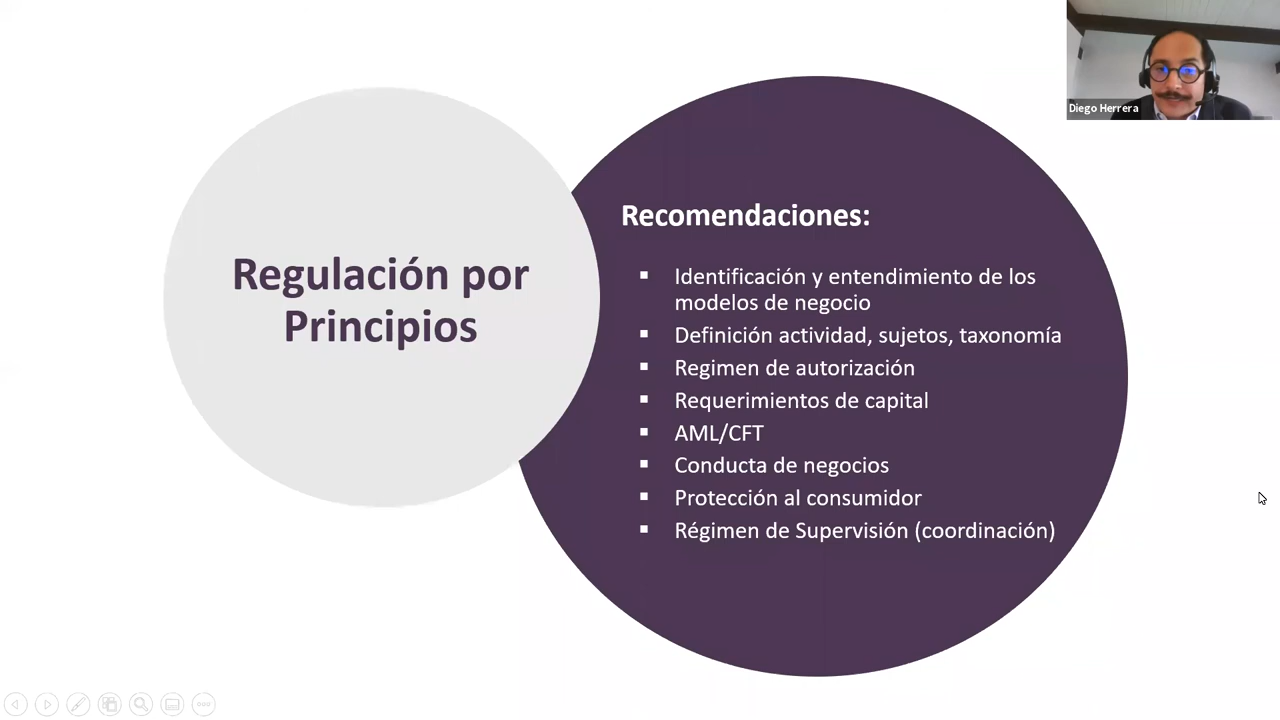 Diego Herrera
Regulación por
Principios
Recomendaciones:
▪ Identificación y entendimiento de los
modelos de negocio
▪ Definición actividad, sujetos, taxonomía
▪ Regimen de autorización
▪ Requerimientos de capital
▪ AML/CFT
▪ Conducta de negocios
▪ Protección al consumidor
▪ Régimen de Supervisión (coordinación)